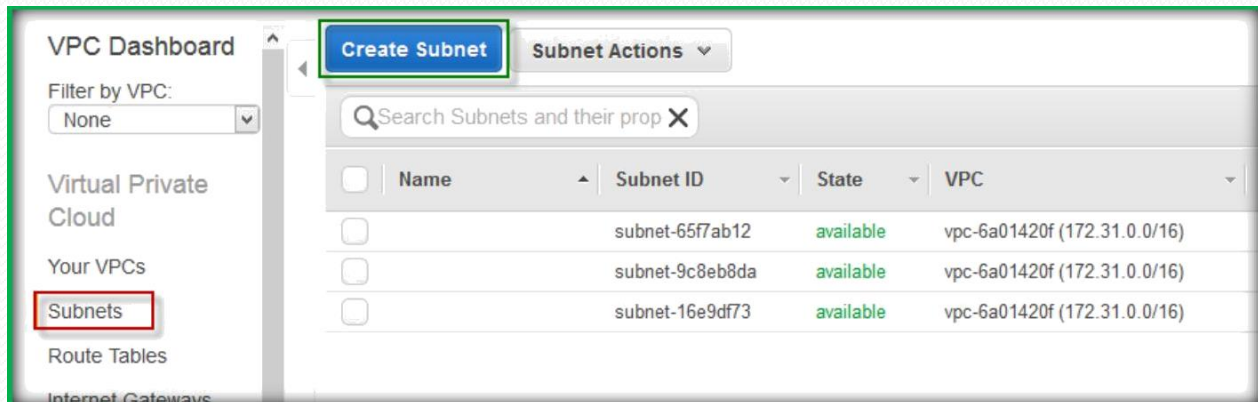 VPC Dashboard
Filter by VPC:
None
Virtual Private
Cloud
Your VPCs
Subnets
Route Tables
Internet Gateways
Create Subnet
Subnet Actions
Search Subnets and their prop
Name Subnet ID State VPC
subnet-65f7ab12 available vpc-6a01420f (172.31.0.0/16)
subnet-9c8eb8da available vpc-6a01420f (172.31.0.0/16)
subnet-16e9df73 available vpc-6a01420f (172.31.0.0/16)